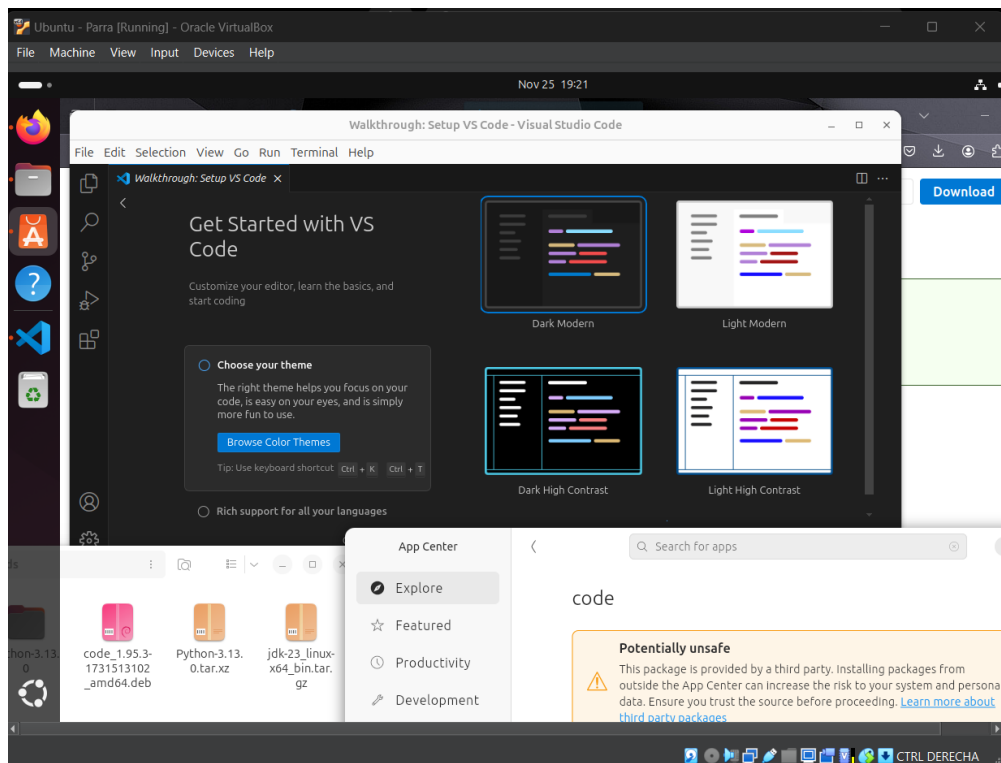 Ubuntu - Parra [Running] - Oracle VirtualBox
File Machine View Input Devices Help
Nov 25 19:21
Walkthrough: Setup VS Code - Visual Studio Code
File Edit Selection View Go Run Terminal Help
Walkthrough: Setup VS Code
Download
Get Started with VS
Code
Customize your editor, learn the basics, and
start coding
Choose your theme
The right theme helps you focus on your
code, is easy on your eyes, and is simply
more fun to use.
Browse Color Themes
Tip: Use keyboard shortcut Ctrl + K Ctrl + T
Rich support for all your languages
Dark Modern
Light Modern
Dark High Contrast
Light High Contrast
ds
thon-3.13.
0
code_1.95.3-
1731513102
_amd64.deb
Python-3.13.
0.tar.xz
jdk-23_linux-
x64_bin.tar.
gz
App Center
Explore
Featured
Productivity
Development
Search for apps
code
Potentially unsafe
This package is provided by a third party. Installing packages from
outside the App Center can increase the risk to your system and persona
data. Ensure you trust the source before proceeding. Learn more about
third party packages
CTRL DERECHA